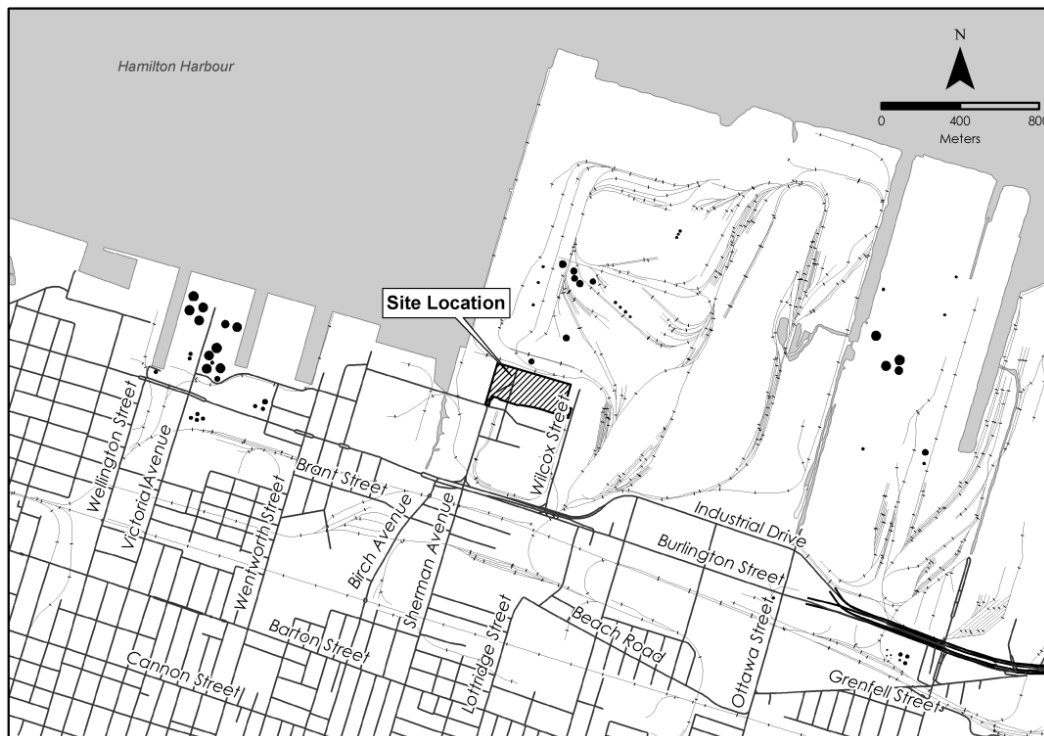 Hamilton Harbour
N
0 400 800
Meters
Site Location
Wellington Street
Victoria Avenue
Wentworth Street
Brant Street
Birch Avenue
Sherman Avenue
Wilcox Street
Industrial Drive
Burlington Street
Lottridge Street
Beach Road
Ottawa Street
Barton Street
Cannon Street
Grenfell Street